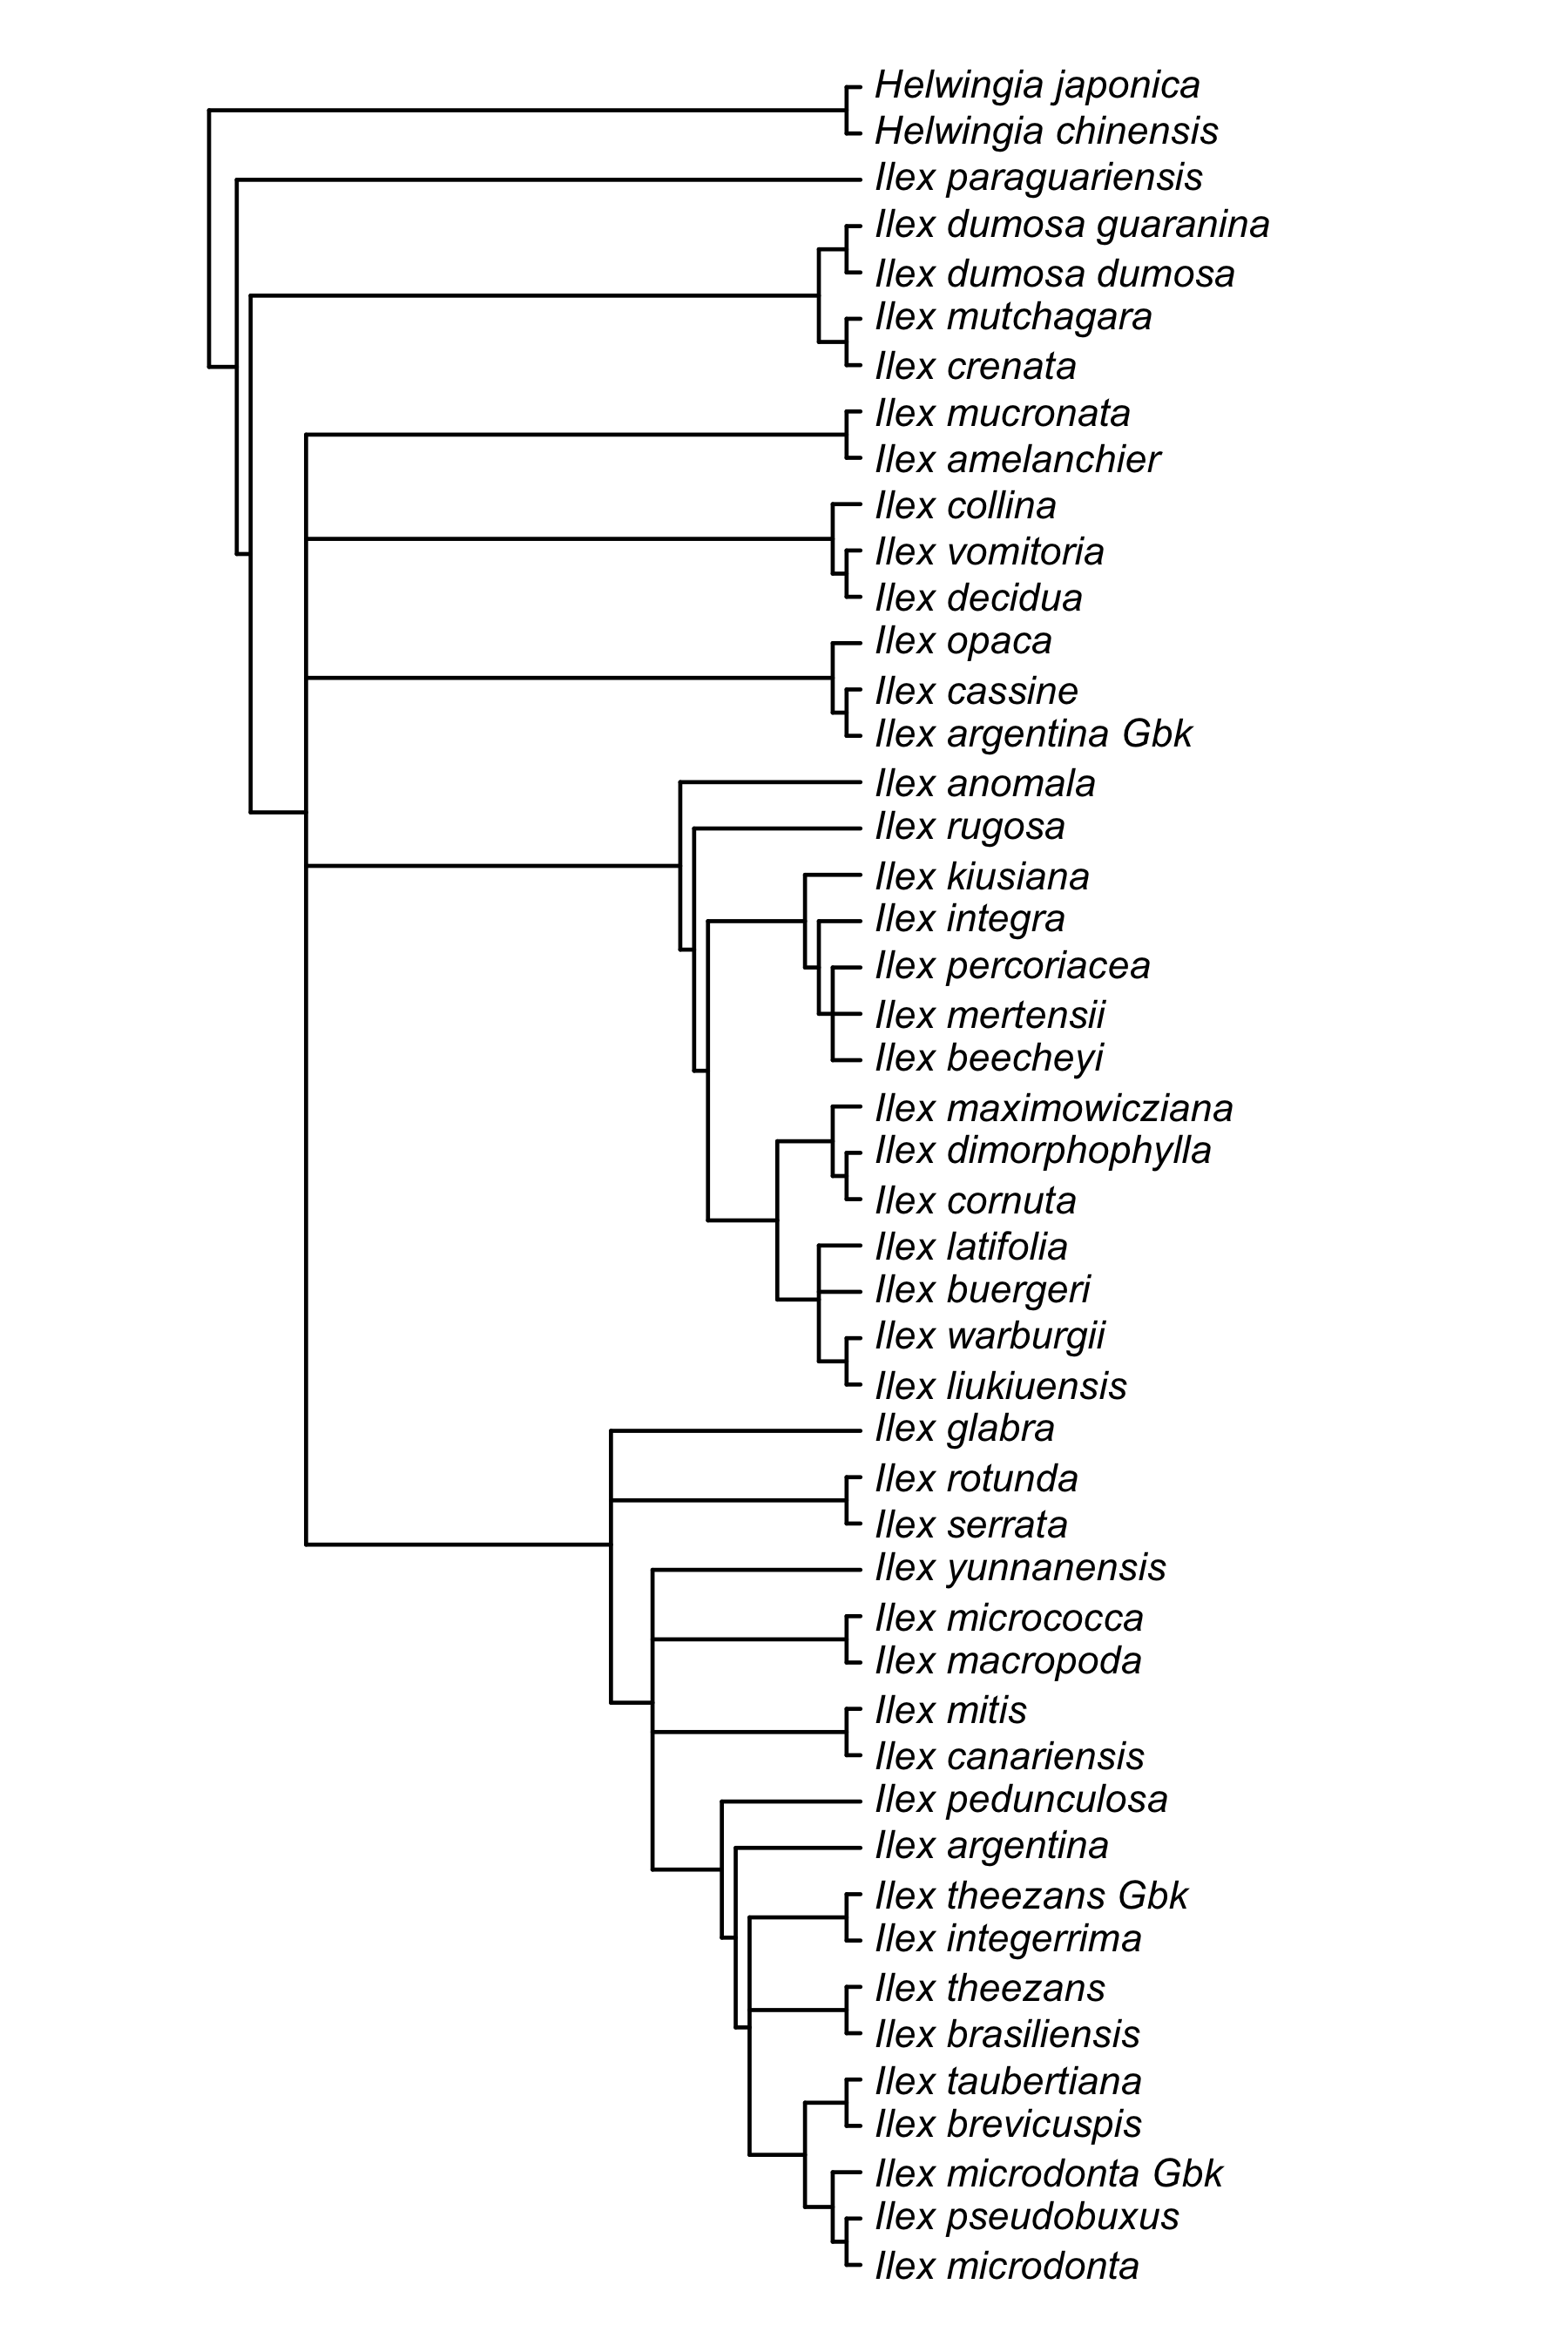 Helwingia japonica
Helwingia chinensis
Ilex paraguariensis
Ilex dumosa guaranina
Ilex dumosa dumosa
Ilex mutchagara
Ilex crenata
Ilex mucronata
Ilex amelanchier
Ilex collina
Ilex vomitoria
Ilex decidua
Ilex opaca
Ilex cassine
Ilex argentina Gbk
Ilex anomala
Ilex rugosa
Ilex kiusiana
Ilex integra
Ilex percoriacea
Ilex mertensii
Ilex beecheyi
Ilex maximowicziana
Ilex dimorphophylla
Ilex cornuta
Ilex latifolia
Ilex buergeri
Ilex warburgii
Ilex liukiuensis
Ilex glabra
Ilex rotunda
Ilex serrata
Ilex yunnanensis
Ilex micrococca
Ilex macropoda
Ilex mitis
Ilex canariensis
Ilex pedunculosa
Ilex argentina
Ilex theezans Gbk
Ilex integerrima
Ilex theezans
Ilex brasiliensis
Ilex taubertiana
Ilex brevicuspis
Ilex microdonta Gbk
Ilex pseudobuxus
Ilex microdonta